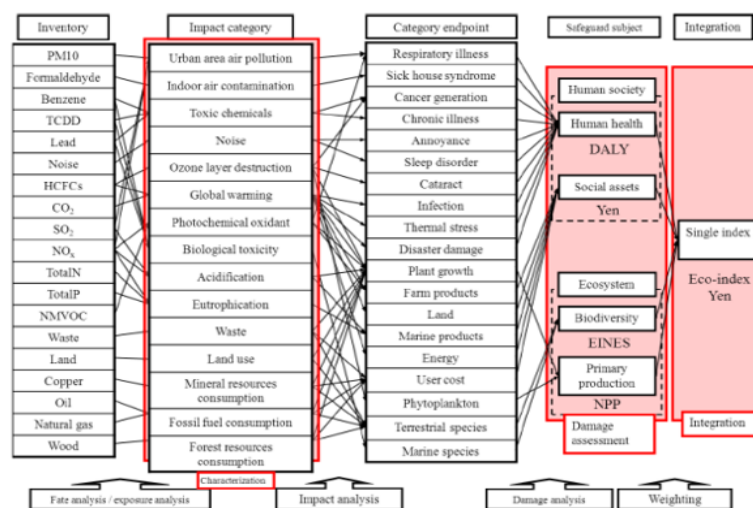 Inventory
Impact category
Category endpoint
Safeguard subject
Integration
PM10
Formaldehyde
Benzene
TCDD
Lead
Noise
HCFCs
CO₂
SO₂
NOₓ
TotalN
TotalP
NMVOC
Waste
Land
Copper
Oil
Natural gas
Wood
Urban area air pollution
Indoor air contamination
Toxic chemicals
Noise
Ozone layer destruction
Global warming
Photochemical oxidant
Biological toxicity
Acidification
Eutrophication
Waste
Land use
Mineral resources
consumption
Fossil fuel consumption
Forest resources
consumption
Characterization
Respiratory illness
Sick house syndrome
Cancer generation
Chronic illness
Annoyance
Sleep disorder
Cataract
Infection
Thermal stress
Disaster damage
Plant growth
Farm products
Land
Marine products
Energy
User cost
Phytoplankton
Terrestrial species
Marine species
Human society
Human health
DALY
Social assets
Yen
Ecosystem
Biodiversity
EINES
Primary
production
NPP
Damage
assessment
Single index
Eco-index
Yen
Integration
Fate analysis / exposure analysis
Impact analysis
Damage analysis
Weighting